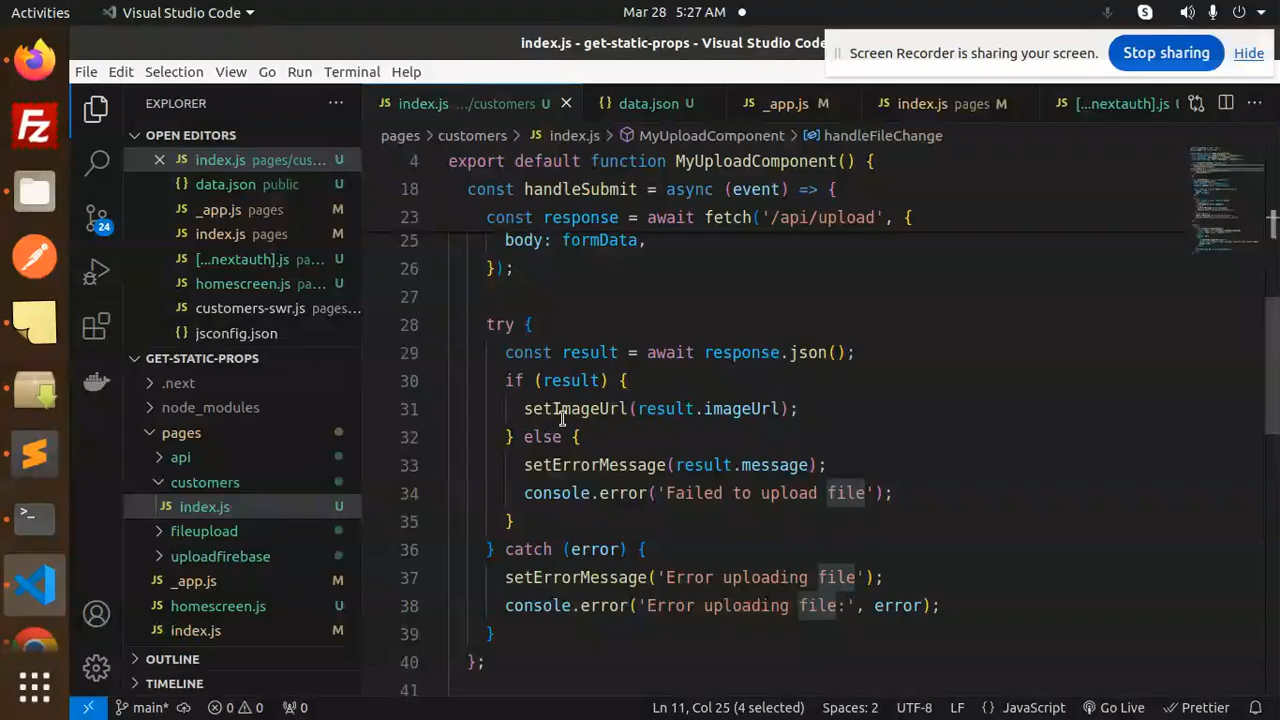 Activities
Visual Studio Code
Mar 28 5:27 AM
index.js - get-static-props - Visual Studio Code
Screen Recorder is sharing your screen.
Stop sharing
Hide
File Edit Selection View Go Run Terminal Help
EXPLORER
index.js .../customers U
data.json U
_app.js M
index.js pages M
[...nextauth].js U
OPEN EDITORS
index.js pages/cus... U
data.json public U
_app.js pages M
index.js pages M
[...nextauth].js pa... U
homescreen.js pa... U
customers-swr.js pages...
jsconfig.json
GET-STATIC-PROPS
.next
node_modules
pages
api
customers
index.js U
fileupload
uploadfirebase
_app.js M
homescreen.js U
index.js M
OUTLINE
TIMELINE
24
pages > customers > index.js > MyUploadComponent > handleFileChange
4 export default function MyUploadComponent() {
18 const handleSubmit = async (event) => {
23 const response = await fetch('/api/upload', {
25 body: formData,
26 });
27
28 try {
29 const result = await response.json();
30 if (result) {
31 setImageUrl(result.imageUrl);
32 } else {
33 setErrorMessage(result.message);
34 console.error('Failed to upload file');
35 }
36 } catch (error) {
37 setErrorMessage('Error uploading file');
38 console.error('Error uploading file:', error);
39 }
40 };
41
main* 0 0 0 Ln 11, Col 25 (4 selected) Spaces: 2 UTF-8 LF {} JavaScript Go Live Prettier